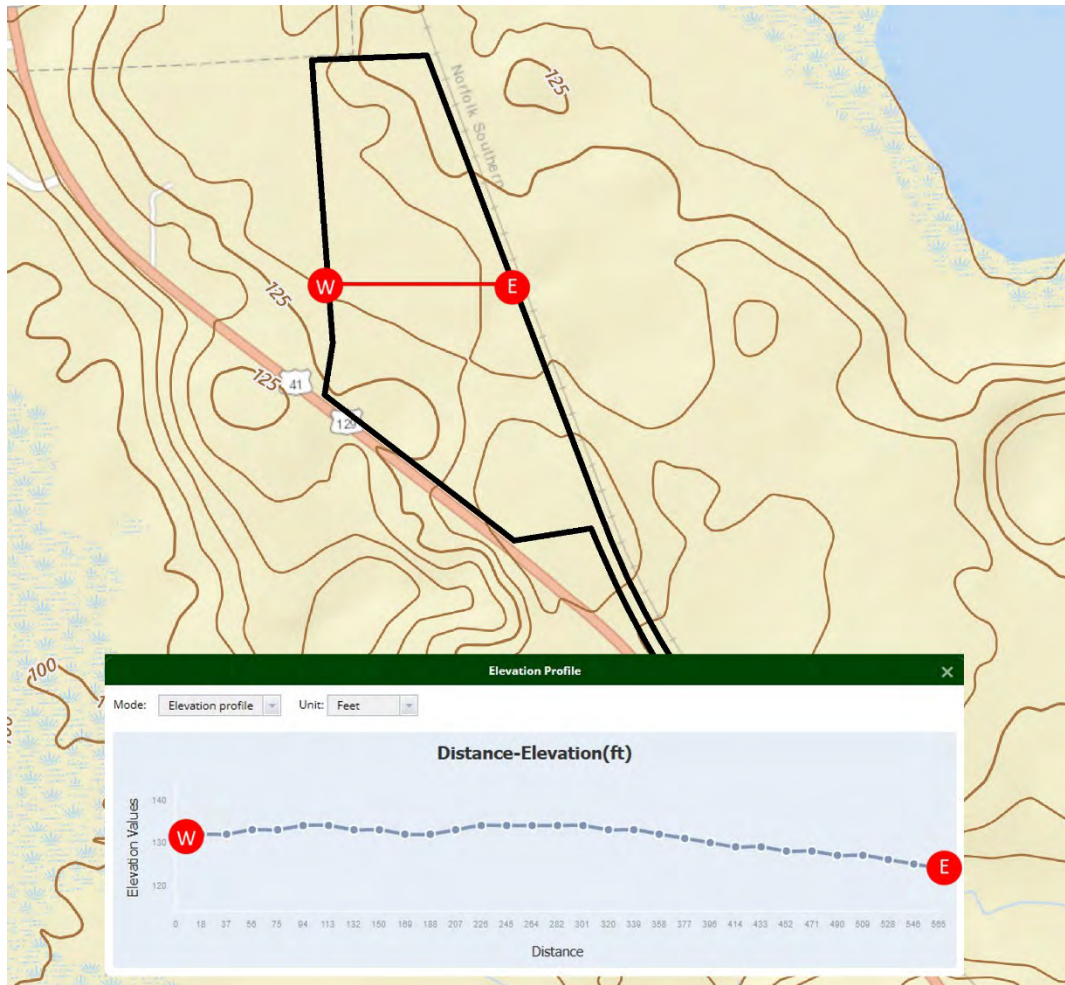 125
Norfolk Southern
W
E
125
125
41
129
100
Elevation Profile
Mode: Elevation profile Unit: Feet
Distance-Elevation(ft)
Elevation Values
140
130
120
W
E
0 18 37 56 75 94 113 132 150 169 188 207 226 245 264 282 301 320 339 358 377 395 414 433 452 471 490 509 528 546 565
Distance